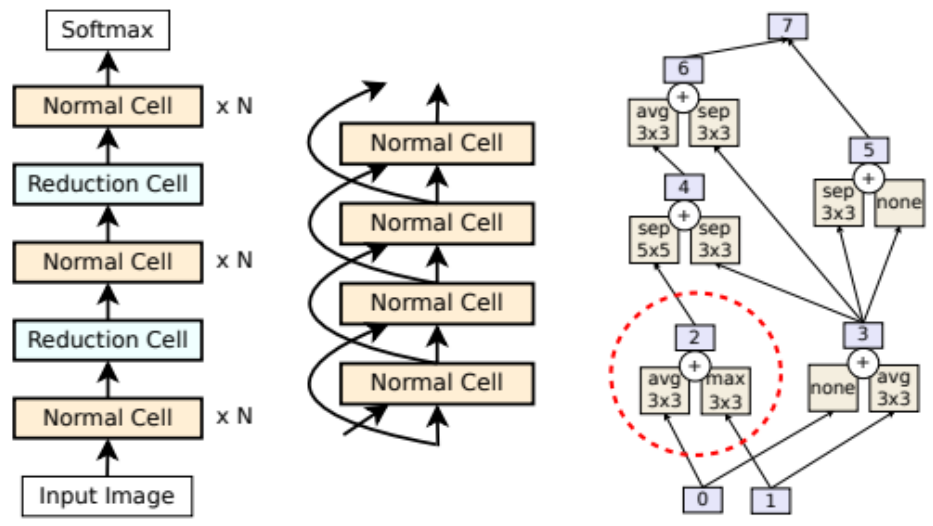 Softmax
Normal Cell x N
Reduction Cell
Normal Cell x N
Reduction Cell
Normal Cell x N
Input Image
Normal Cell
Normal Cell
Normal Cell
Normal Cell
7
6
+
avg sep
3x3 3x3
5
+
sep none
3x3
4
+
sep sep
5x5 3x3
2
+
avg max
3x3 3x3
3
+
none avg
3x3
0 1